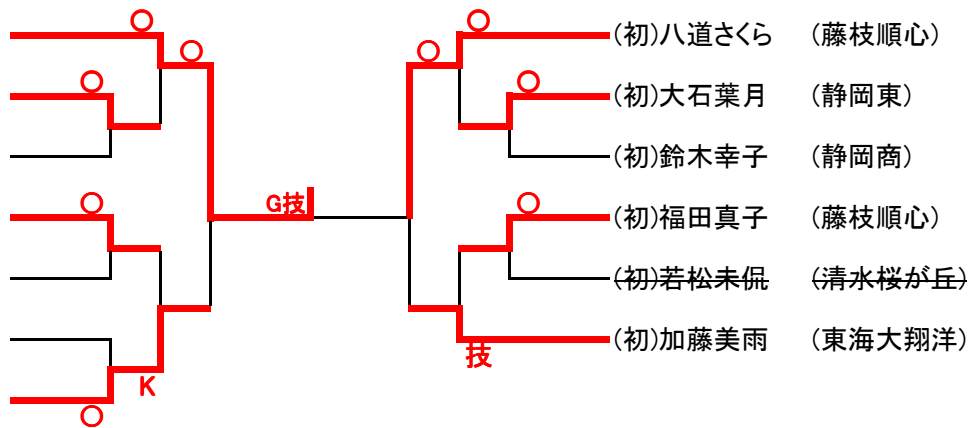 (初)八道さくら (藤枝順心)
(初)大石葉月 (静岡東)
(初)鈴木幸子 (静岡商)
G技
(初)福田真子 (藤枝順心)
(初)若松未侃 (清水桜が丘)
(初)加藤美雨 (東海大翔洋)
技
K